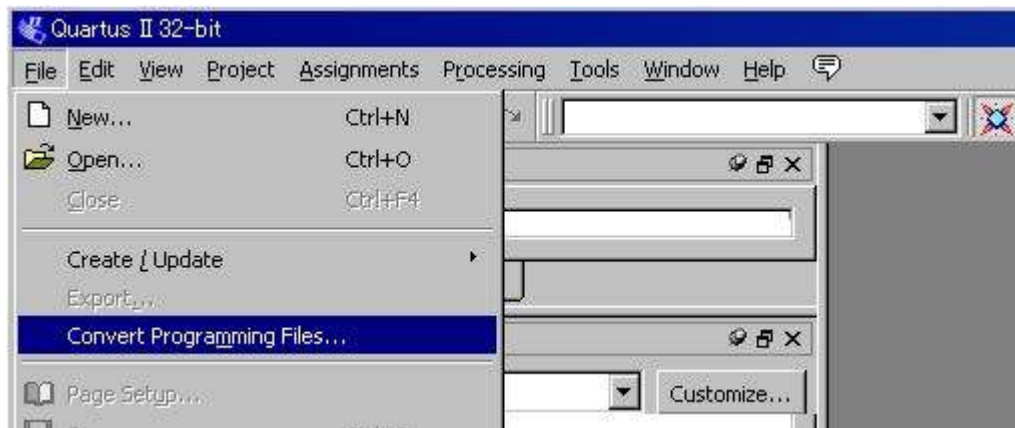 Quartus II 32-bit
File Edit View Project Assignments Processing Tools Window Help
New... Ctrl+N
Open... Ctrl+O
Close Ctrl+F4
Create / Update
Export...
Convert Programming Files...
Customize...
Page Setup...